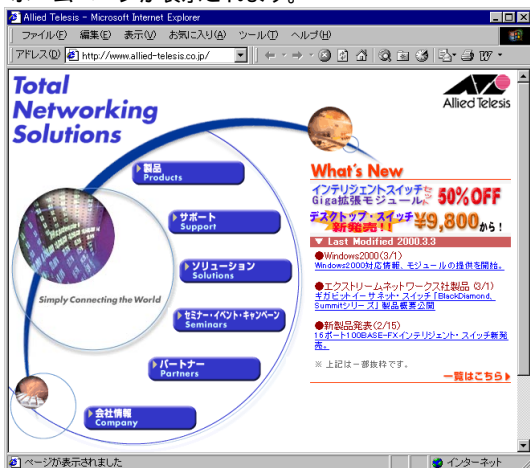 ホームページが表示されます。
Allied Telesis - Microsoft Internet Explorer
ファイル(F) 編集(E) 表示(V) お気に入り(A) ツール(T) ヘルプ(H)
アドレス(D) http://www.allied-telesis.co.jp/
Total
Networking
Solutions
Allied Telesis
製品
Products
サポート
Support
ソリューション
Solutions
セミナー・イベント・キャンペーン
Seminars
パートナー
Partners
会社情報
Company
Simply Connecting the World
What's New
インテリジェントスイッチ
Giga拡張モジュール
50%OFF
デスクトップ・スイッチ
新発売!!
¥9,800から!
▼ Last Modified 2000.3.3
●Windows2000(3/1)
Windows2000対応情報、モジュールの提供を開始。
●エクストリームネットワークス社製品 (3/1)
ギガビットイーサネット・スイッチ「BlackDiamond、
Summitシリーズ」製品概要公開
●新製品発表(2/15)
16ポート100BASE-FXインテリジェント・スイッチ新発
売。
※ 上記は一部抜粋です。
一覧はこちら
ページが表示されました
インターネット